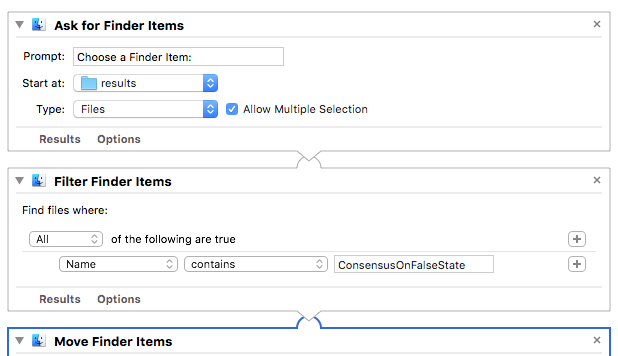 Ask for Finder Items
Prompt: Choose a Finder Item:
Start at: results
Type: Files Allow Multiple Selection
Results Options
Filter Finder Items
Find files where:
All of the following are true
Name contains ConsensusOnFalseState
Results Options
Move Finder Items